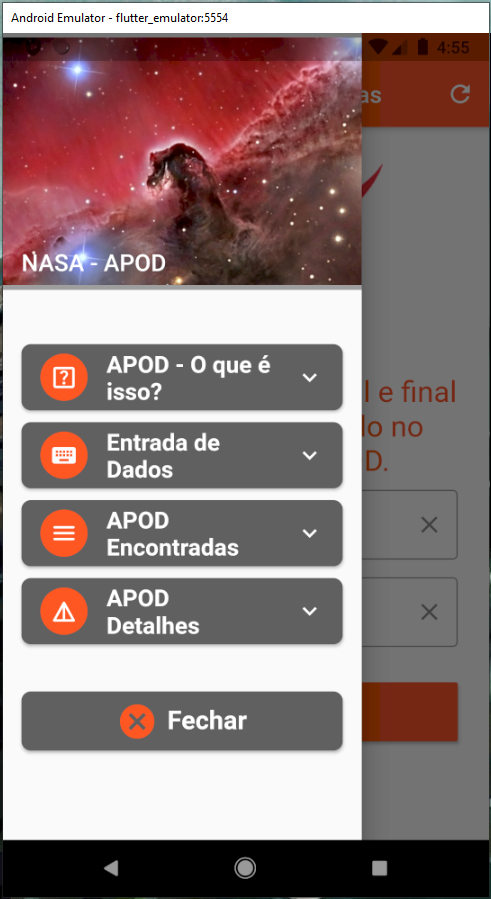 Android Emulator - flutter_emulator:5554
4:55
as
NASA - APOD
APOD - O que é
isso?
l e final
Entrada de
Dados
do no
D.
APOD
Encontradas
APOD
Detalhes
Fechar